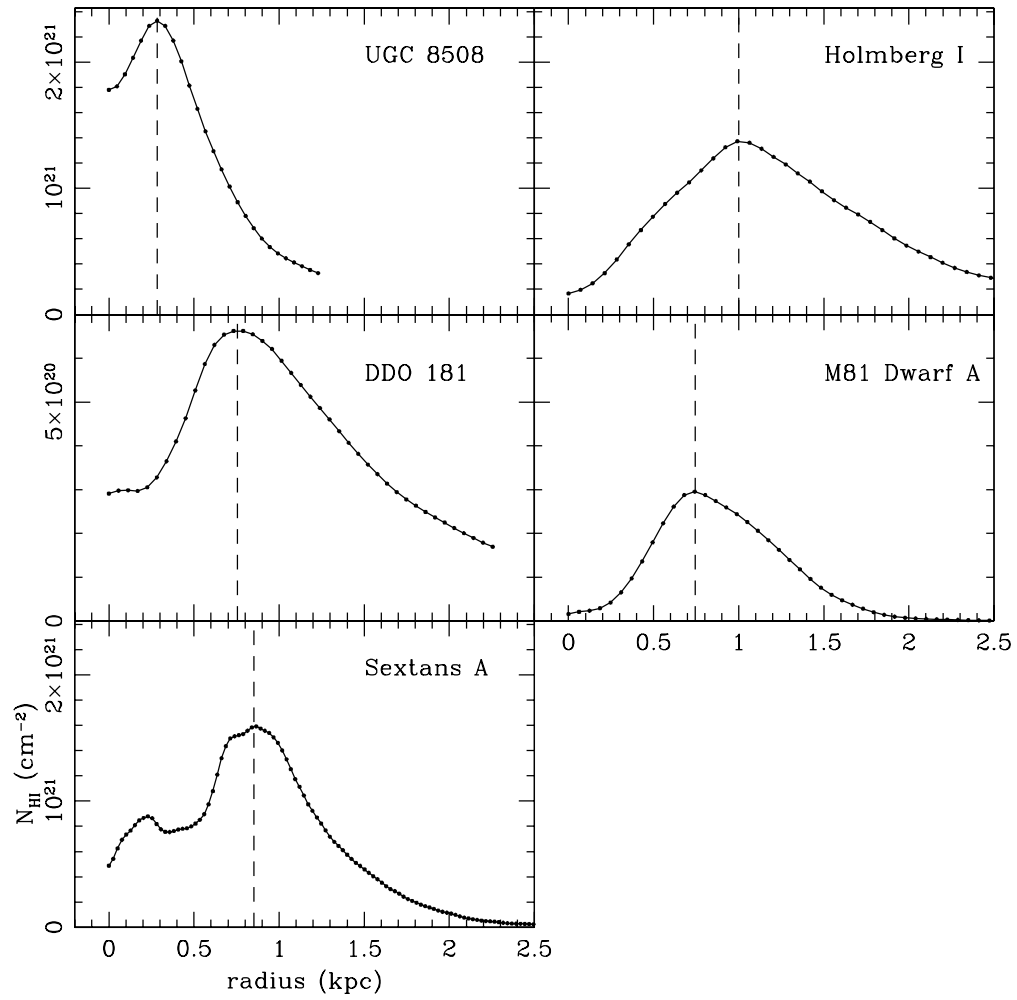 UGC 8508
Holmberg I
2×10²¹
10²¹
0
DDO 181
M81 Dwarf A
5×10²⁰
0
0 0.5 1 1.5 2 2.5
Sextans A
2×10²¹
10²¹
0
N_HI (cm⁻²)
0 0.5 1 1.5 2 2.5
radius (kpc)